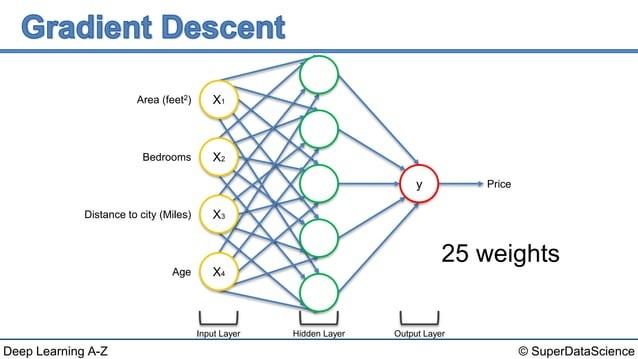 Gradient Descent
Area (feet²)
X₁
Bedrooms
X₂
Distance to city (Miles)
X₃
Age
X₄
y
Price
25 weights
Input Layer
Hidden Layer
Output Layer
Deep Learning A-Z
© SuperDataScience